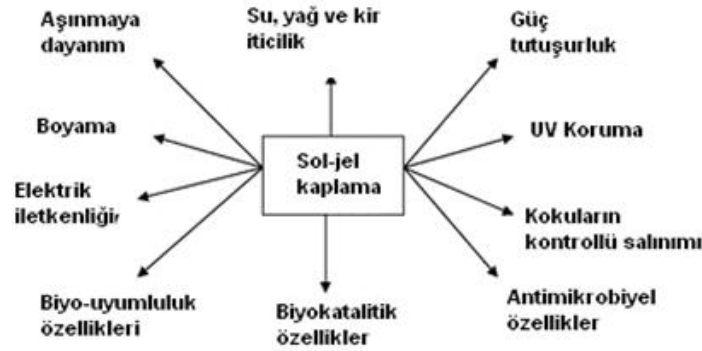 Aşınmaya
dayanım
Su, yağ ve kir
iticilik
Güç
tutuşurluk
Boyama
UV Koruma
Sol-jel
kaplama
Elektrik
iletkenliği,
Kokuların
kontrollü salınımı
Biyo-uyumluluk
özellikleri
Biyokatalitik
özellikler
Antimikrobiyel
özellikler